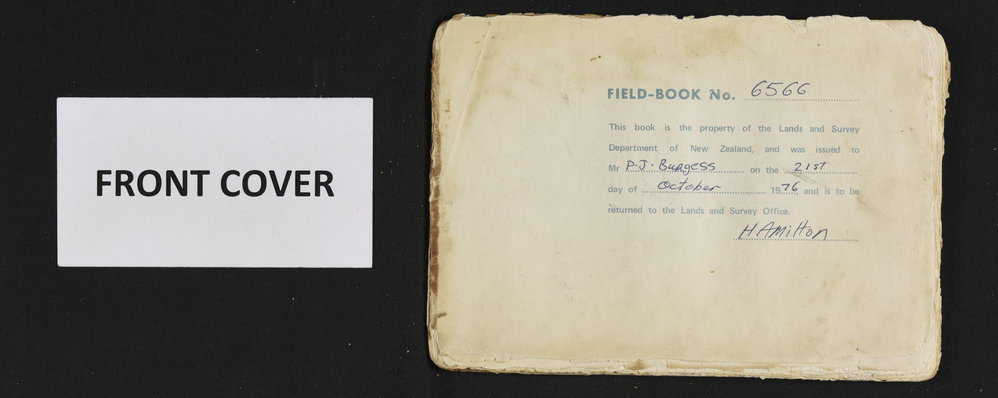 FRONT COVER
FIELD-BOOK No. 6566
This book is the property of the Lands and Survey
Department of New Zealand, and was issued to
Mr P.J. Burgess on the 21st
day of October 1976, and is to be
returned to the Lands and Survey Office.
HAmilton